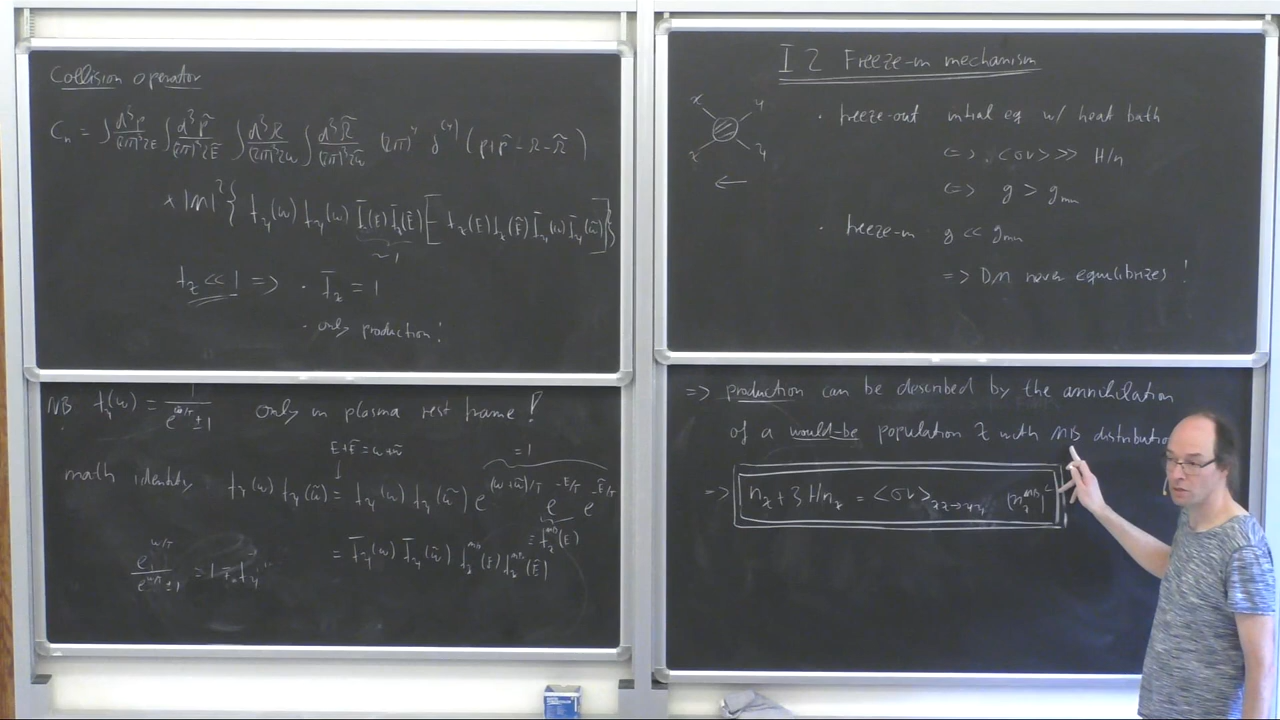 Collision operator
C_n = ∫ d³p/(2π)³2E ∫ d³p̃/(2π)³2Ẽ ∫ d³k/(2π)³2ω ∫ d³k̃/(2π)³2ω̃ (2π)⁴ δ⁽⁴⁾(p+p̃-k-k̃)
× |M|² { f_ψ(ω) f_ψ(ω̃) f̄_χ(E) f̄_χ(Ẽ) [ - f_χ(E) f_χ(Ẽ) f̄_ψ(ω) f̄_ψ(ω̃) ] }
~1
f_χ << 1 => · f̄_χ = 1
· only production!
NB. f_ψ(ω) = 1/(e^{ω/T} ± 1) only in plasma rest frame!
E+Ẽ = ω+ω̃
= 1
math identity f_ψ(ω) f_ψ(ω̃) = f_ψ(ω) f_ψ(ω̃) e^{(ω+ω̃)/T} e^{-E/T} e^{-Ẽ/T}
= f_χ^{MB}(E)
= f̄_ψ(ω) f̄_ψ(ω̃) f_χ^{MB}(E) f_χ^{MB}(Ẽ)
e^{ω/T}/(e^{ω/T} ± 1) = 1 ∓ f_ψ
I 2 Freeze-in mechanism
χ ψ
· freeze-out initial eq w/ heat bath
χ ψ
<=> <σv> >> H/n
<=> g > g_min
· freeze-in g << g_min
=> DM never equilibrizes!
=> production can be described by the annihilation
of a would-be population χ with MB distribution
=> ṅ_χ + 3Hn_χ = <σv>_{χχ→ψψ} (n_χ^{MB})²